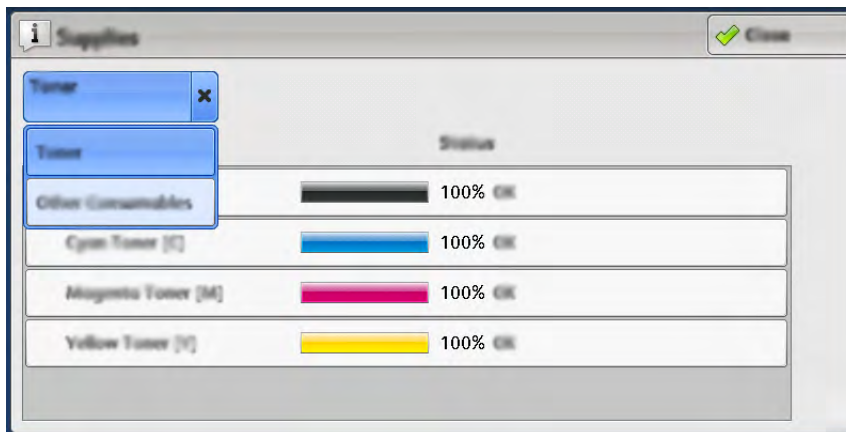 Supplies
Close
Toner
Status
Toner
100% OK
Other Consumables
Cyan Toner [C] 100% OK
Magenta Toner [M] 100% OK
Yellow Toner [Y] 100% OK